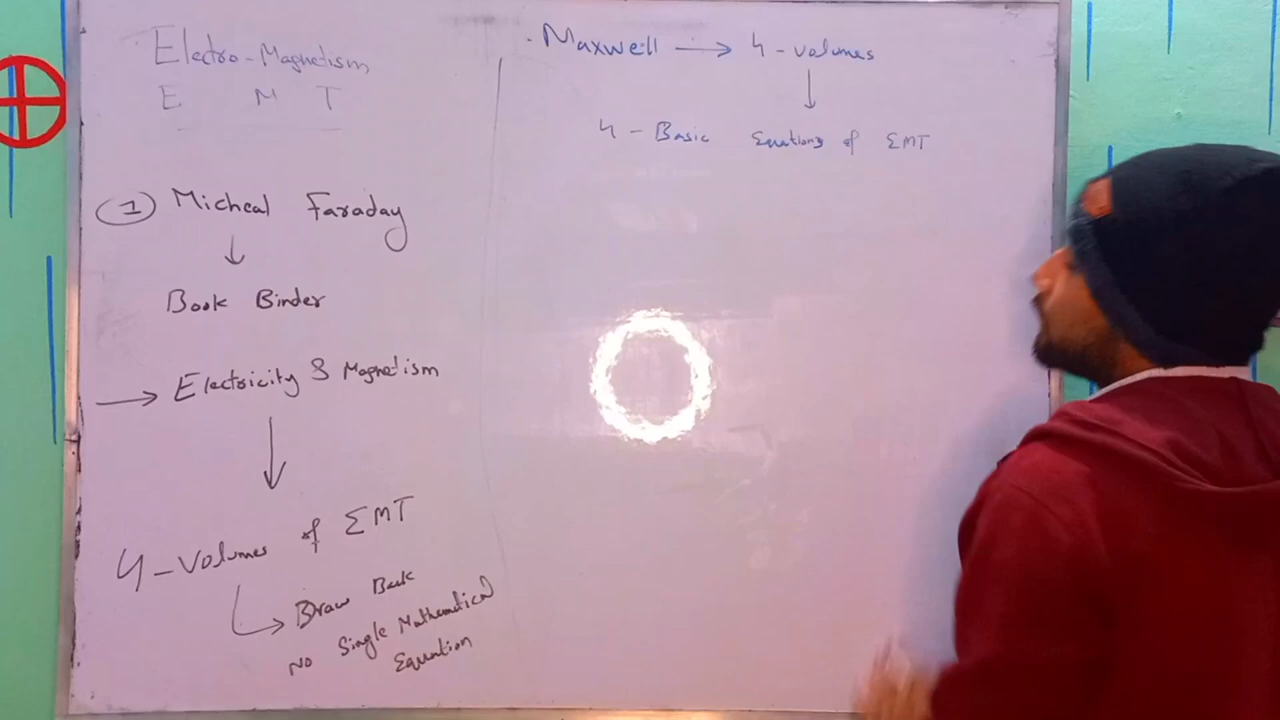 Electro-Magnetism
E M T
1 Micheal Faraday
↓
Book Binder
→ Electricity & Magnetism
↓
4-volumes of EMT
↳ Draw Back
No Single Mathematical
Equation
. Maxwell → 4-volumes
↓
4-Basic Equations of EMT